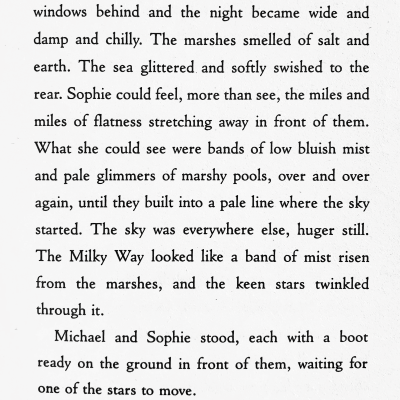 windows behind and the night became wide and
damp and chilly. The marshes smelled of salt and
earth. The sea glittered and softly swished to the
rear. Sophie could feel, more than see, the miles and
miles of flatness stretching away in front of them.
What she could see were bands of low bluish mist
and pale glimmers of marshy pools, over and over
again, until they built into a pale line where the sky
started. The sky was everywhere else, huger still.
The Milky Way looked like a band of mist risen
from the marshes, and the keen stars twinkled
through it.
Michael and Sophie stood, each with a boot
ready on the ground in front of them, waiting for
one of the stars to move.